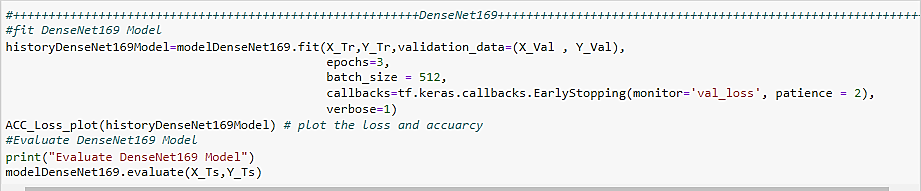 #+++++++++++++++++++++++++++++++++++++++++++++++++++++++++DenseNet169+++++++++++++++++++++++++++++++++++++++++++++++++++++++++++
#fit DenseNet169 Model
historyDenseNet169Model=modelDenseNet169.fit(X_Tr,Y_Tr,validation_data=(X_Val , Y_Val),
epochs=3,
batch_size = 512,
callbacks=tf.keras.callbacks.EarlyStopping(monitor='val_loss', patience = 2),
verbose=1)
ACC_Loss_plot(historyDenseNet169Model) # plot the loss and accuarcy
#Evaluate DenseNet169 Model
print("Evaluate DenseNet169 Model")
modelDenseNet169.evaluate(X_Ts,Y_Ts)